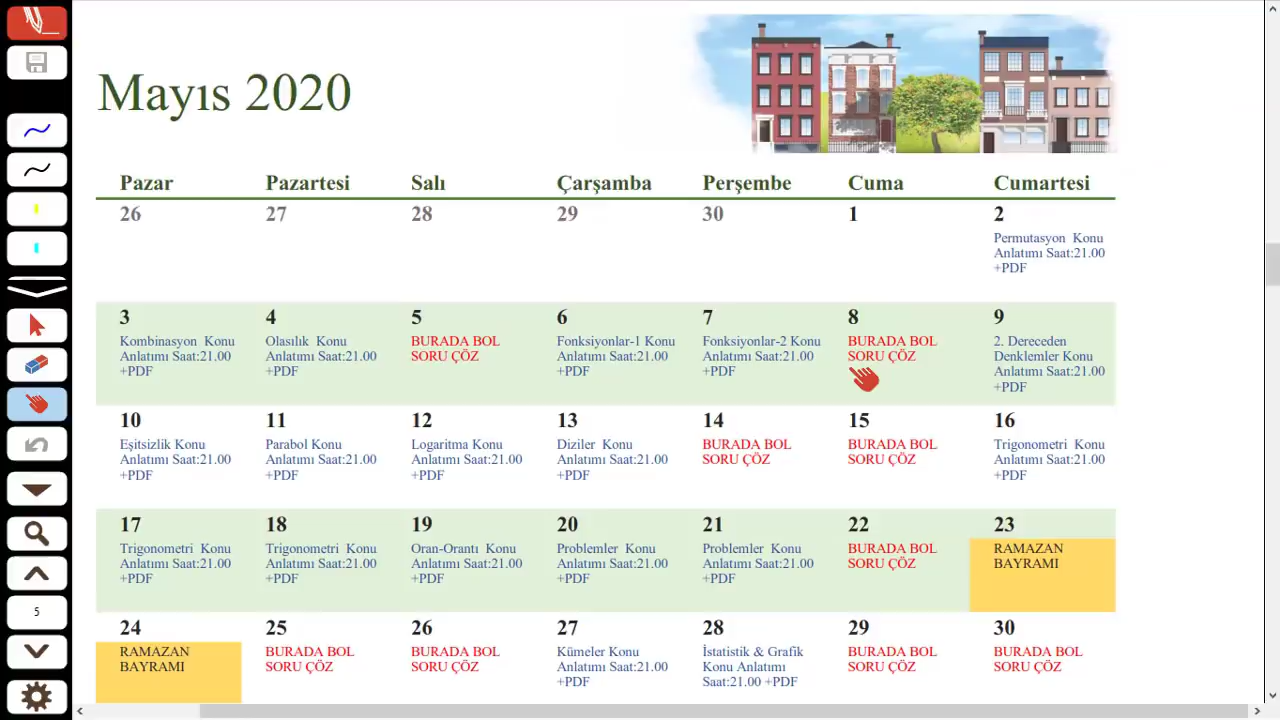 Mayıs 2020
Pazar Pazartesi Salı Çarşamba Perşembe Cuma Cumartesi
26 27 28 29 30 1 2
Permutasyon Konu
Anlatımı Saat:21.00
+PDF
3 4 5 6 7 8 9
Kombinasyon Konu
Anlatımı Saat:21.00
+PDF
Olasılık Konu
Anlatımı Saat:21.00
+PDF
BURADA BOL
SORU ÇÖZ
Fonksiyonlar-1 Konu
Anlatımı Saat:21.00
+PDF
Fonksiyonlar-2 Konu
Anlatımı Saat:21.00
+PDF
BURADA BOL
SORU ÇÖZ
2. Dereceden
Denklemler Konu
Anlatımı Saat:21.00
+PDF
10 11 12 13 14 15 16
Eşitsizlik Konu
Anlatımı Saat:21.00
+PDF
Parabol Konu
Anlatımı Saat:21.00
+PDF
Logaritma Konu
Anlatımı Saat:21.00
+PDF
Diziler Konu
Anlatımı Saat:21.00
+PDF
BURADA BOL
SORU ÇÖZ
BURADA BOL
SORU ÇÖZ
Trigonometri Konu
Anlatımı Saat:21.00
+PDF
17 18 19 20 21 22 23
Trigonometri Konu
Anlatımı Saat:21.00
+PDF
Trigonometri Konu
Anlatımı Saat:21.00
+PDF
Oran-Orantı Konu
Anlatımı Saat:21.00
+PDF
Problemler Konu
Anlatımı Saat:21.00
+PDF
Problemler Konu
Anlatımı Saat:21.00
+PDF
BURADA BOL
SORU ÇÖZ
RAMAZAN
BAYRAMI
24 25 26 27 28 29 30
RAMAZAN
BAYRAMI
BURADA BOL
SORU ÇÖZ
BURADA BOL
SORU ÇÖZ
Kümeler Konu
Anlatımı Saat:21.00
+PDF
İstatistik & Grafik
Konu Anlatımı
Saat:21.00 +PDF
BURADA BOL
SORU ÇÖZ
BURADA BOL
SORU ÇÖZ
5